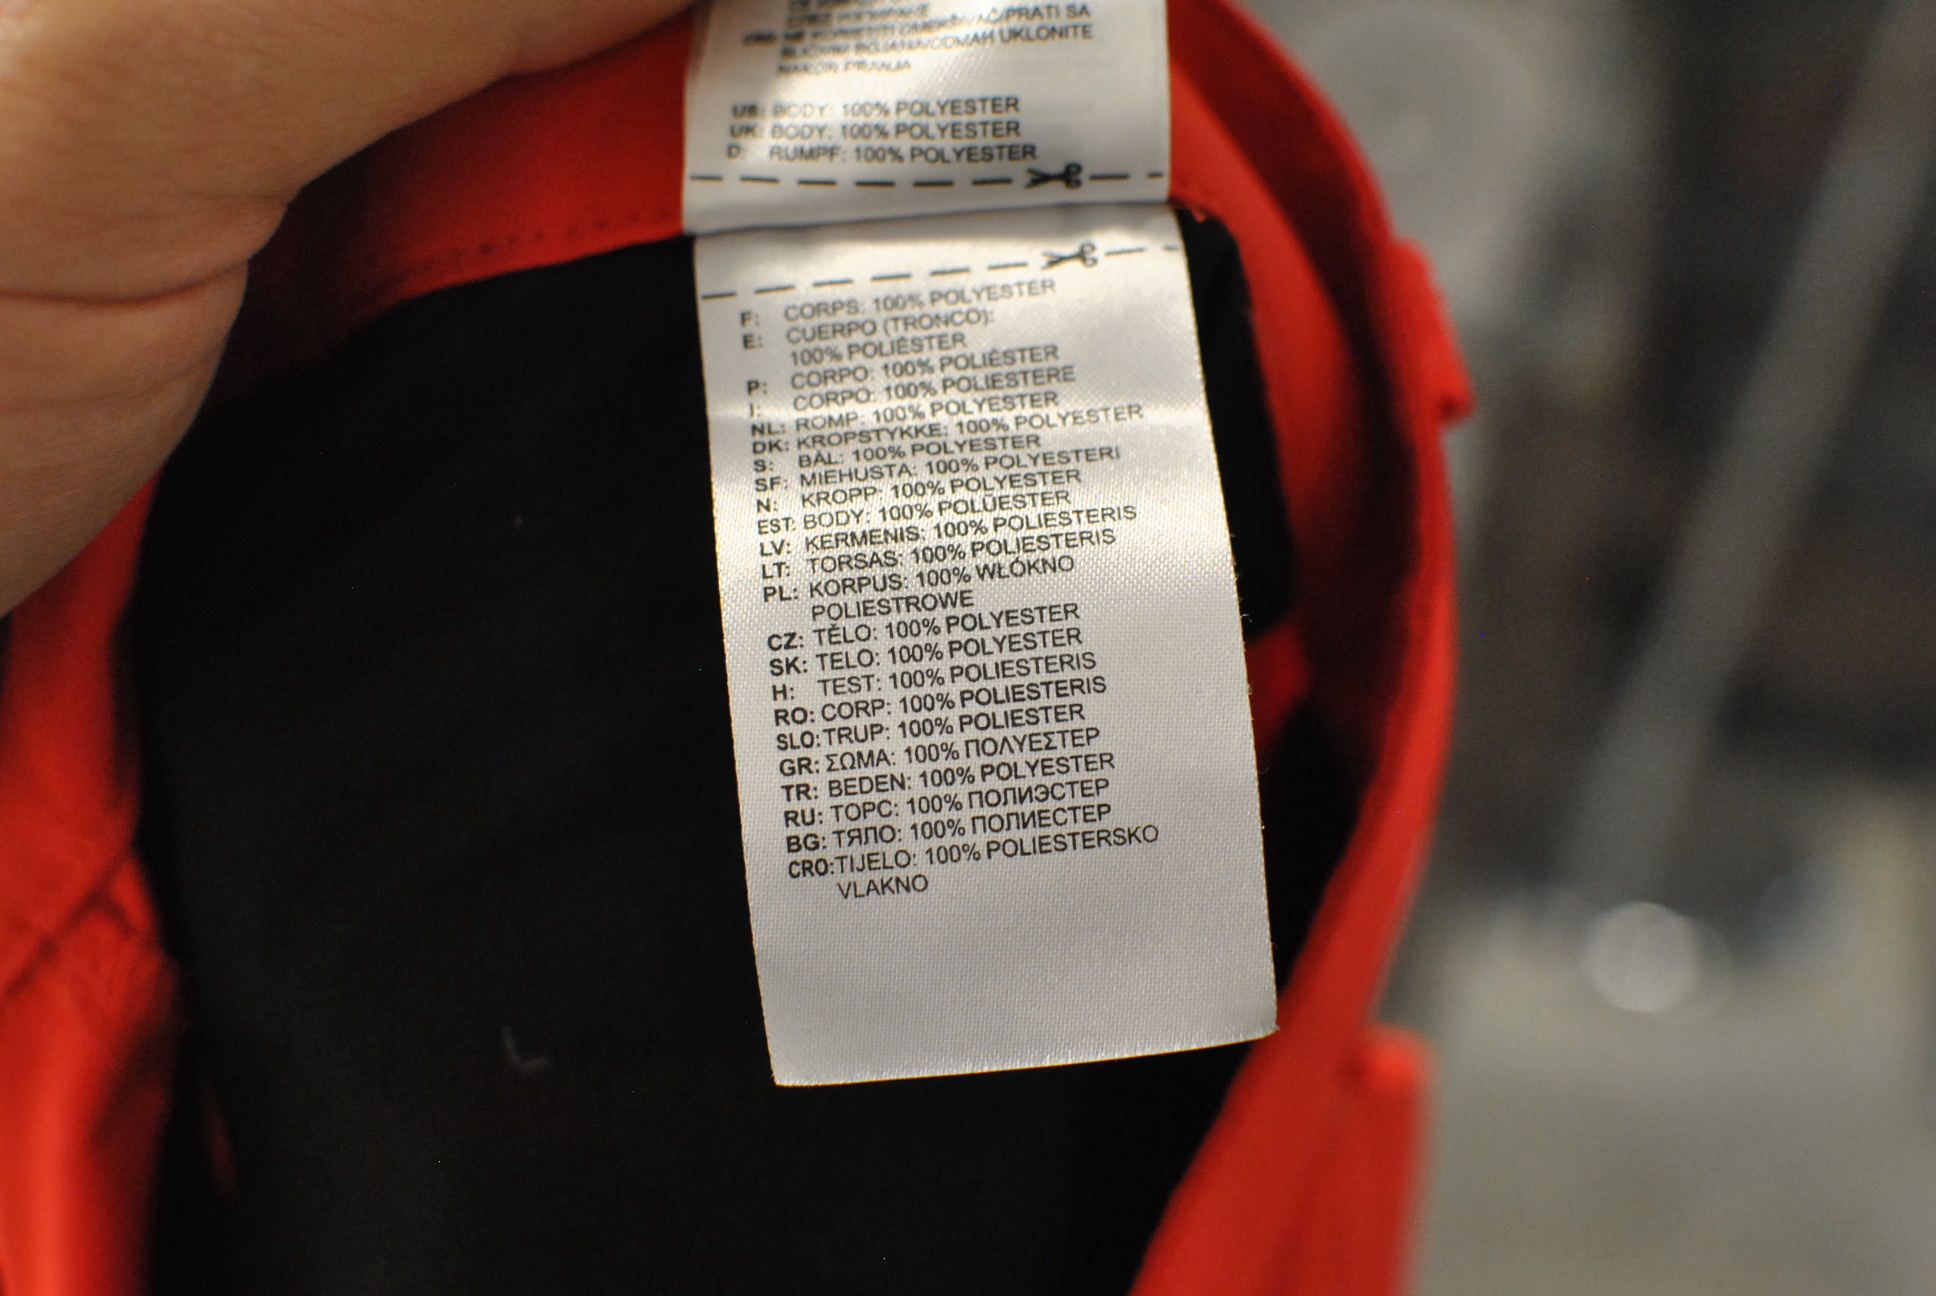 PRATI SA
UKLONITE
US: BODY: 100% POLYESTER
UK: BODY: 100% POLYESTER
D: RUMPF: 100% POLYESTER
F: CORPS: 100% POLYESTER
E: CUERPO (TRONCO):
100% POLIÉSTER
P: CORPO: 100% POLIÉSTER
I: CORPO: 100% POLIESTERE
NL: ROMP: 100% POLYESTER
DK: KROPSTYKKE: 100% POLYESTER
S: BÅL: 100% POLYESTER
SF: MIEHUSTA: 100% POLYESTERI
N: KROPP: 100% POLYESTER
EST: BODY: 100% POLÜESTER
LV: KERMENIS: 100% POLIESTERIS
LT: TORSAS: 100% POLIESTERIS
PL: KORPUS: 100% WŁÓKNO
POLIESTROWE
CZ: TĚLO: 100% POLYESTER
SK: TELO: 100% POLYESTER
H: TEST: 100% POLIESTERIS
RO: CORP: 100% POLIESTERIS
SLO: TRUP: 100% POLIESTER
GR: ΣΩΜΑ: 100% ΠΟΛΥΕΣΤΕΡ
TR: BEDEN: 100% POLYESTER
RU: ТОРС: 100% ПОЛИЭСТЕР
BG: ТЯЛО: 100% ПОЛИЕСТЕР
CRO: TIJELO: 100% POLIESTERSKO
VLAKNO